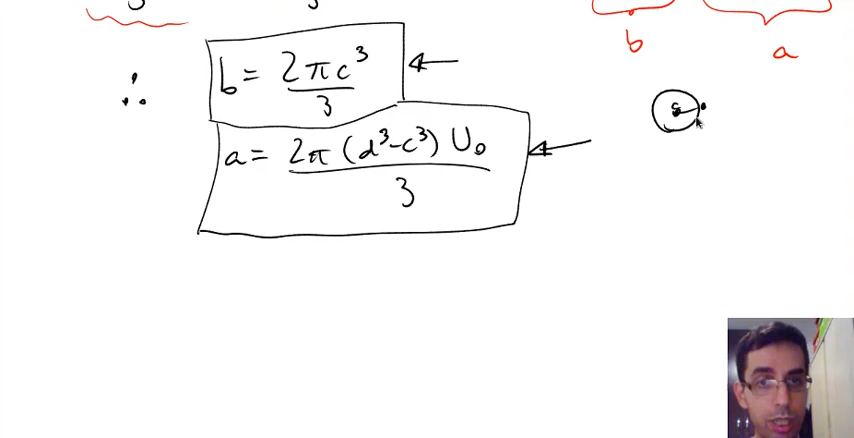 b a
∴ b = 2πc³/3
a = 2π(d³-c³)U₀/3